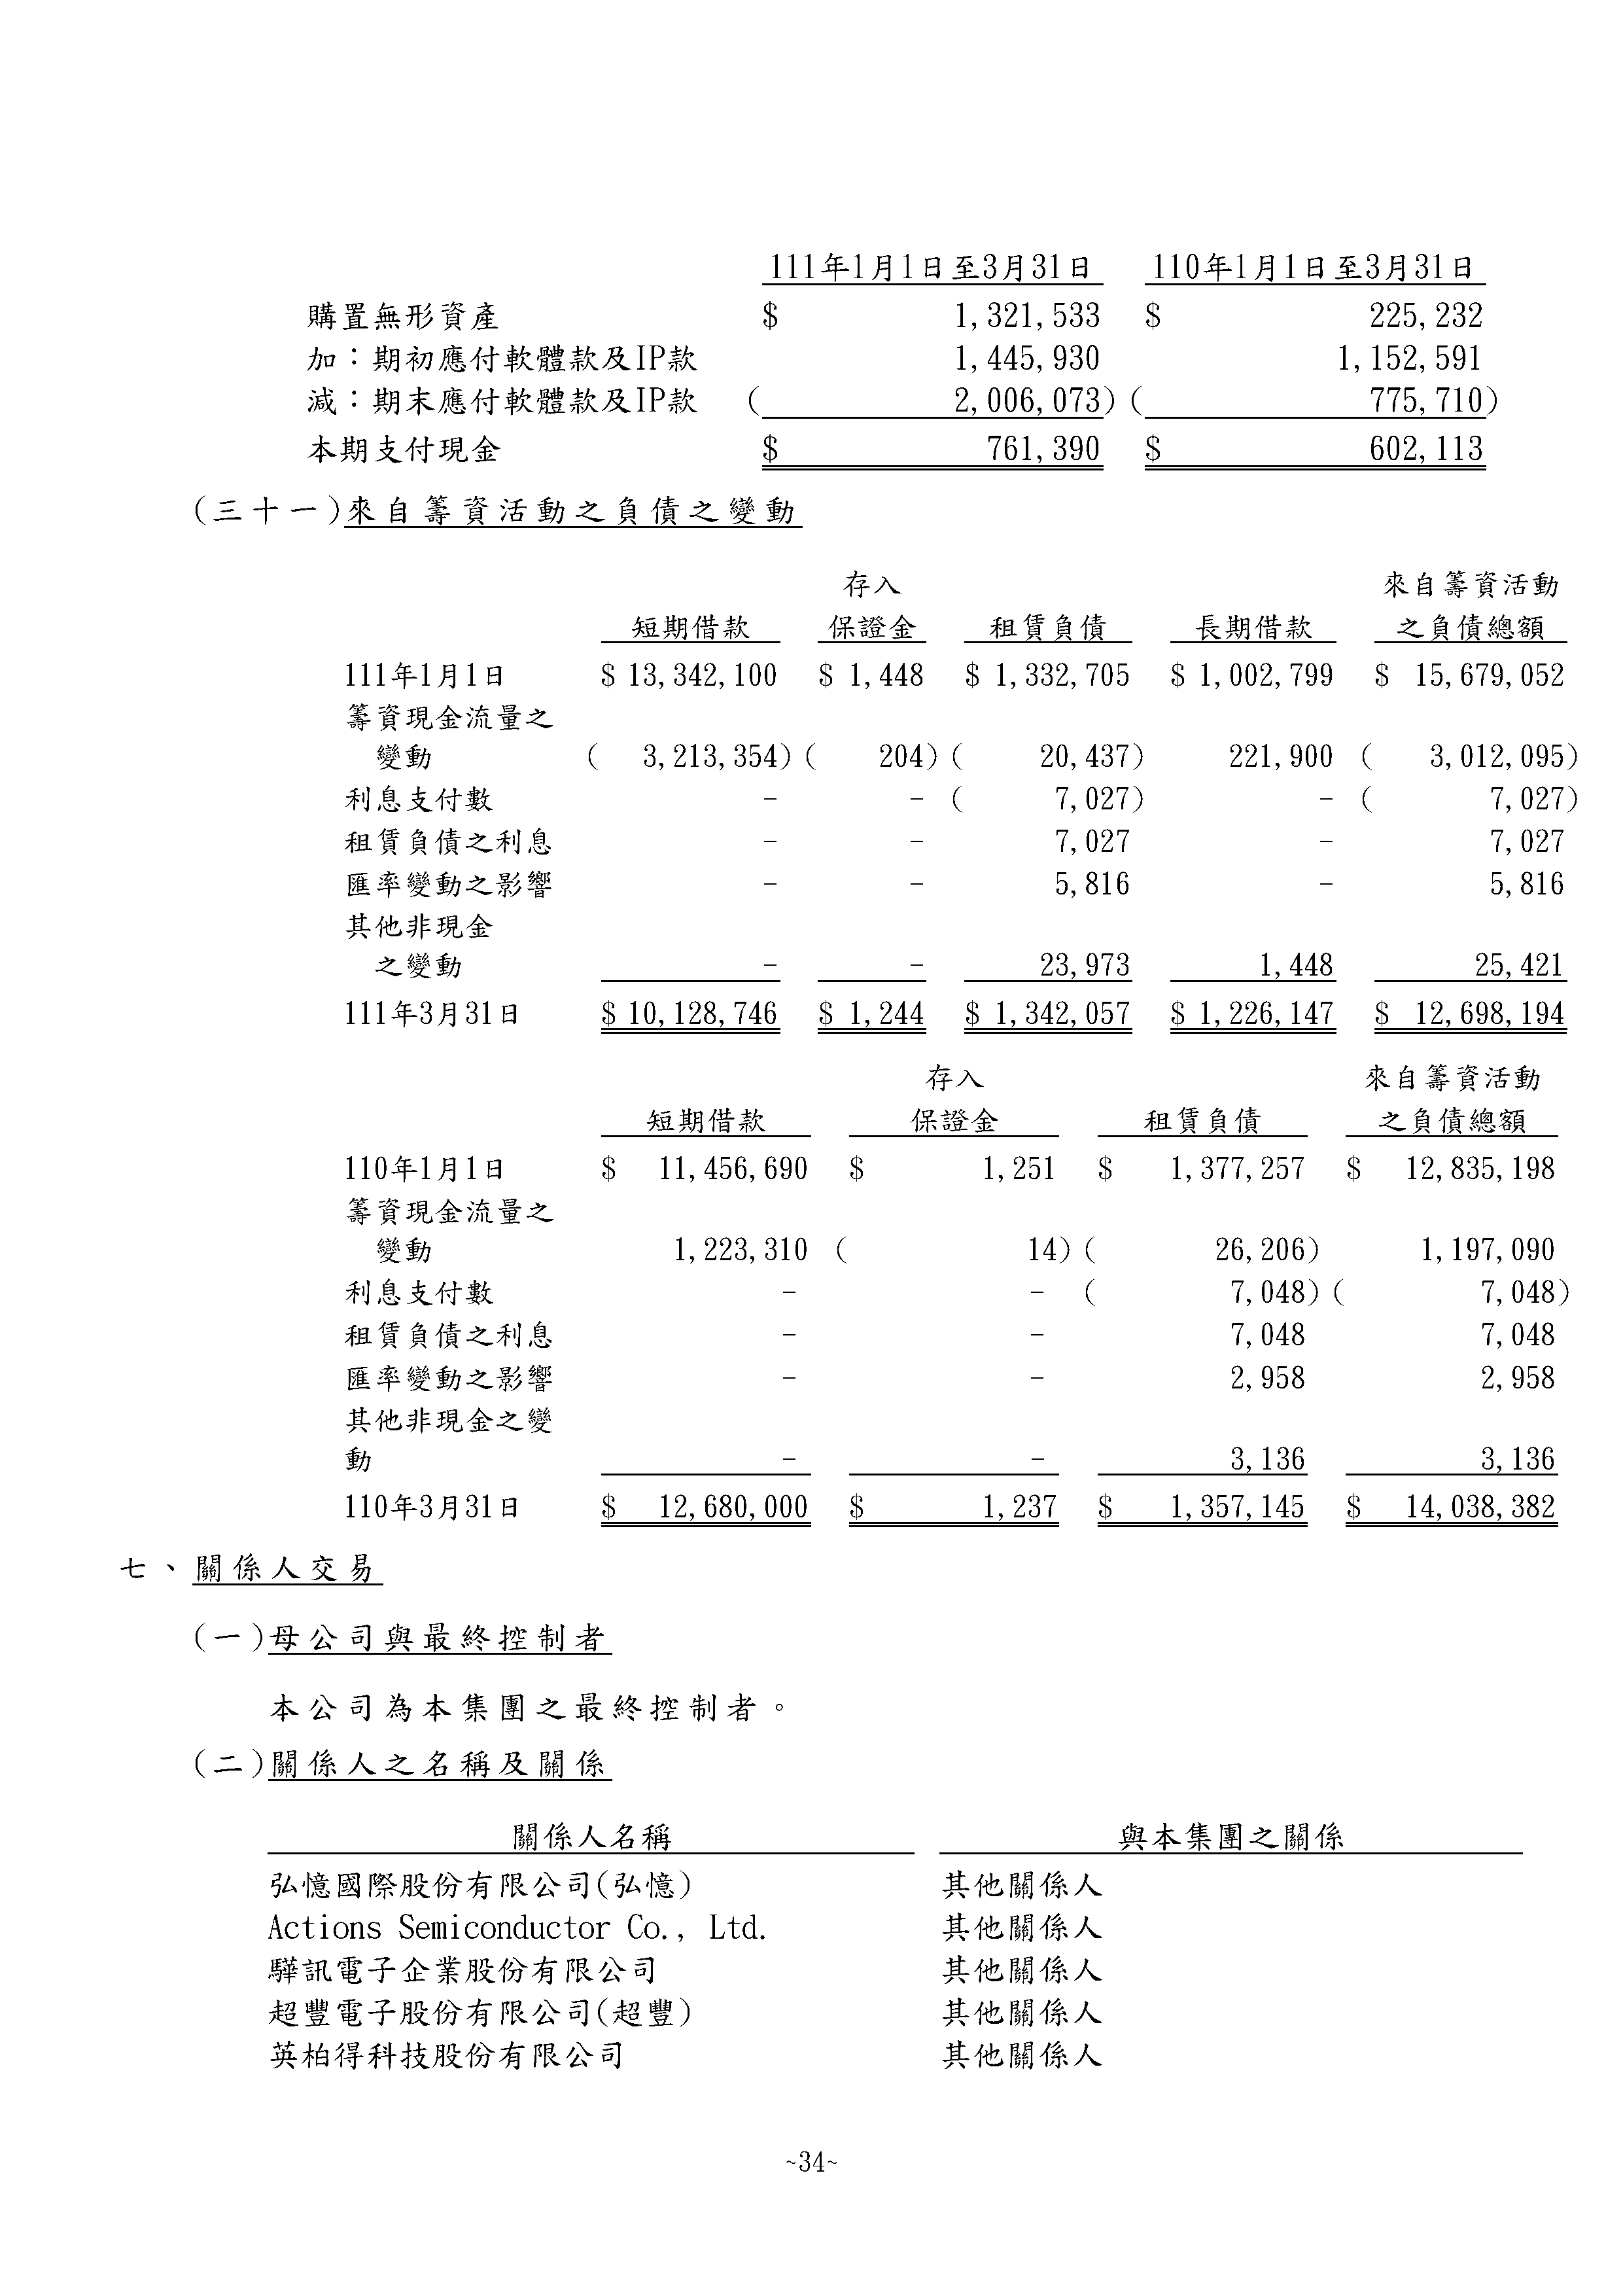 111年1月1日至3月31日 110年1月1日至3月31日
購置無形資產 $ 1,321,533 $ 225,232
加：期初應付軟體款及IP款 1,445,930 1,152,591
減：期末應付軟體款及IP款 ( 2,006,073) ( 775,710)
本期支付現金 $ 761,390 $ 602,113
(三十一)來自籌資活動之負債之變動
存入 來自籌資活動
短期借款 保證金 租賃負債 長期借款 之負債總額
111年1月1日 $ 13,342,100 $ 1,448 $ 1,332,705 $ 1,002,799 $ 15,679,052
籌資現金流量之
變動 ( 3,213,354) ( 204) ( 20,437) 221,900 ( 3,012,095)
利息支付數 - - ( 7,027) - ( 7,027)
租賃負債之利息 - - 7,027 - 7,027
匯率變動之影響 - - 5,816 - 5,816
其他非現金
之變動 - - 23,973 1,448 25,421
111年3月31日 $ 10,128,746 $ 1,244 $ 1,342,057 $ 1,226,147 $ 12,698,194
存入 來自籌資活動
短期借款 保證金 租賃負債 之負債總額
110年1月1日 $ 11,456,690 $ 1,251 $ 1,377,257 $ 12,835,198
籌資現金流量之
變動 1,223,310 ( 14) ( 26,206) 1,197,090
利息支付數 - - ( 7,048) ( 7,048)
租賃負債之利息 - - 7,048 7,048
匯率變動之影響 - - 2,958 2,958
其他非現金之變
動 - - 3,136 3,136
110年3月31日 $ 12,680,000 $ 1,237 $ 1,357,145 $ 14,038,382
七、關係人交易
(一)母公司與最終控制者
本公司為本集團之最終控制者。
(二)關係人之名稱及關係
關係人名稱 與本集團之關係
弘憶國際股份有限公司(弘憶) 其他關係人
Actions Semiconductor Co., Ltd. 其他關係人
驊訊電子企業股份有限公司 其他關係人
超豐電子股份有限公司(超豐) 其他關係人
英柏得科技股份有限公司 其他關係人
~34~